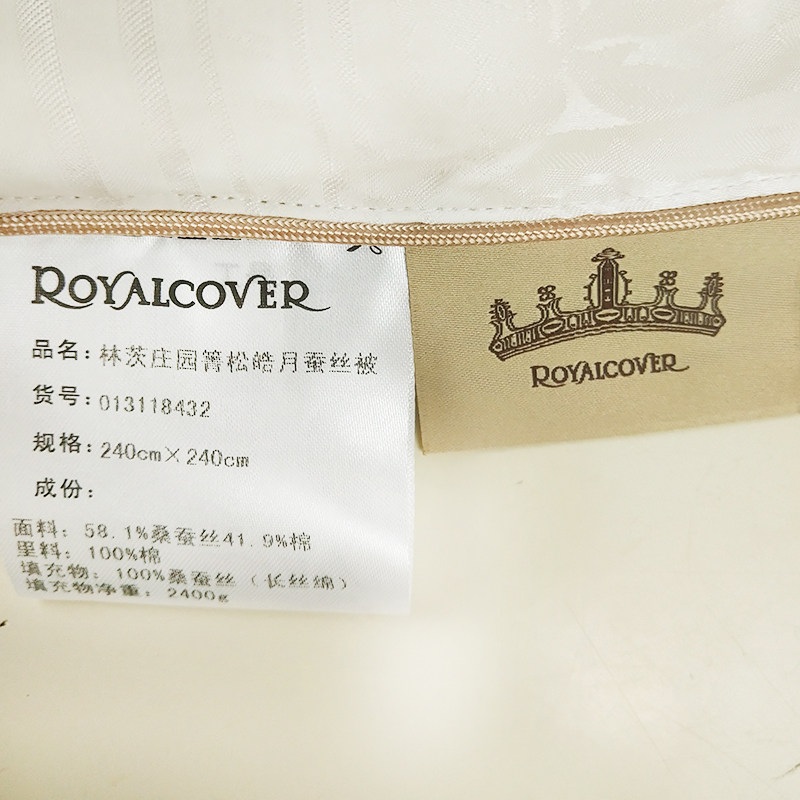 ROYALCOVER
品名：林茨庄园箐松皓月蚕丝被
货号：013118432
规格：240cm×240cm
成份：
面料：58.1%桑蚕丝41.9%棉
里料：100%棉
填充物：100%桑蚕丝（长丝绵）
填充物净重：2400g
ROYALCOVER